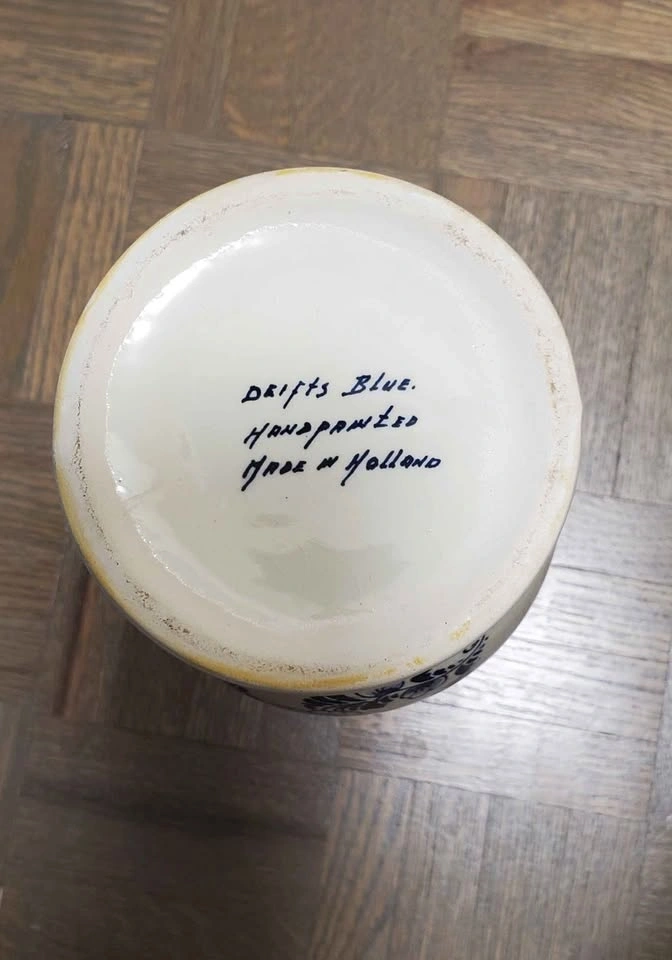 Delfts Blue.
Handpainted
Made in Holland